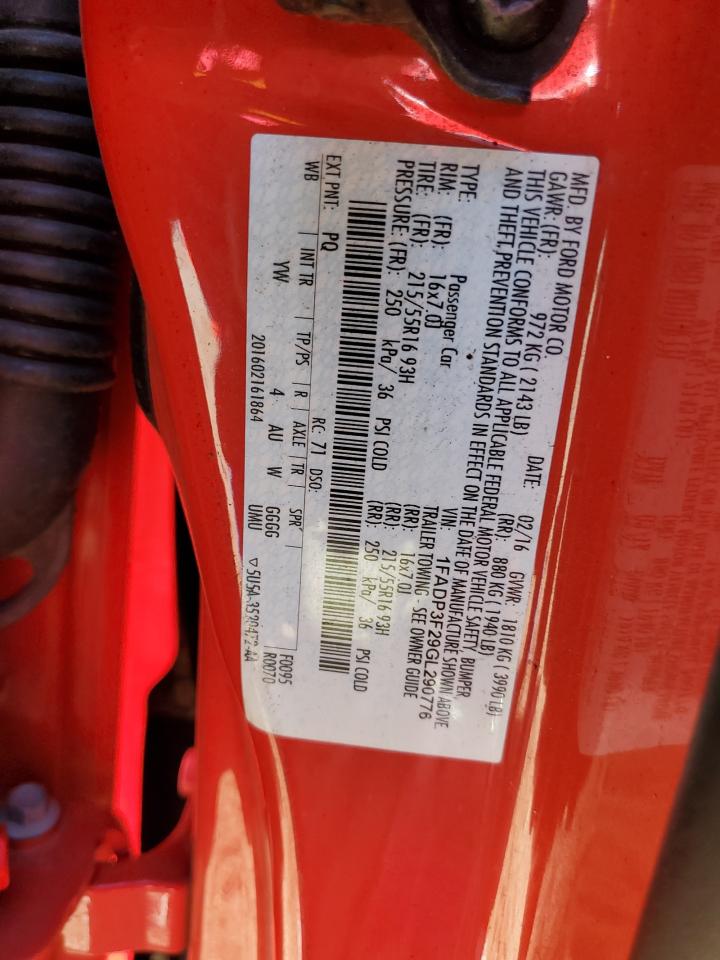 MFD. BY FORD MOTOR CO.
DATE: 02/16 GVWR: 1810 KG ( 3990 LB)
GAWR: (FR): 972 KG ( 2143 LB) (RR): 880 KG ( 1940 LB)
THIS VEHICLE CONFORMS TO ALL APPLICABLE FEDERAL MOTOR VEHICLE SAFETY, BUMPER,
AND THEFT PREVENTION STANDARDS IN EFFECT ON THE DATE OF MANUFACTURE SHOWN ABOVE
VIN: 1FADP3F29GL290776
TYPE: Passenger Car TRAILER TOWING - SEE OWNER GUIDE
RIM: (FR): 16x7.0J (RR): 16x7.0J
TIRE: (FR): 215/55R16 93H (RR): 215/55R16 93H
PRESSURE: (FR): 250 kPa/ 36 PSI COLD (RR): 250 kPa/ 36 PSI COLD
EXT PNT: PQ RC: 71 DSO: F0095
WB INT TR TP/PS R AXLE TR SPR R0070
YW 4 AU W GGGG UMU
201602161864